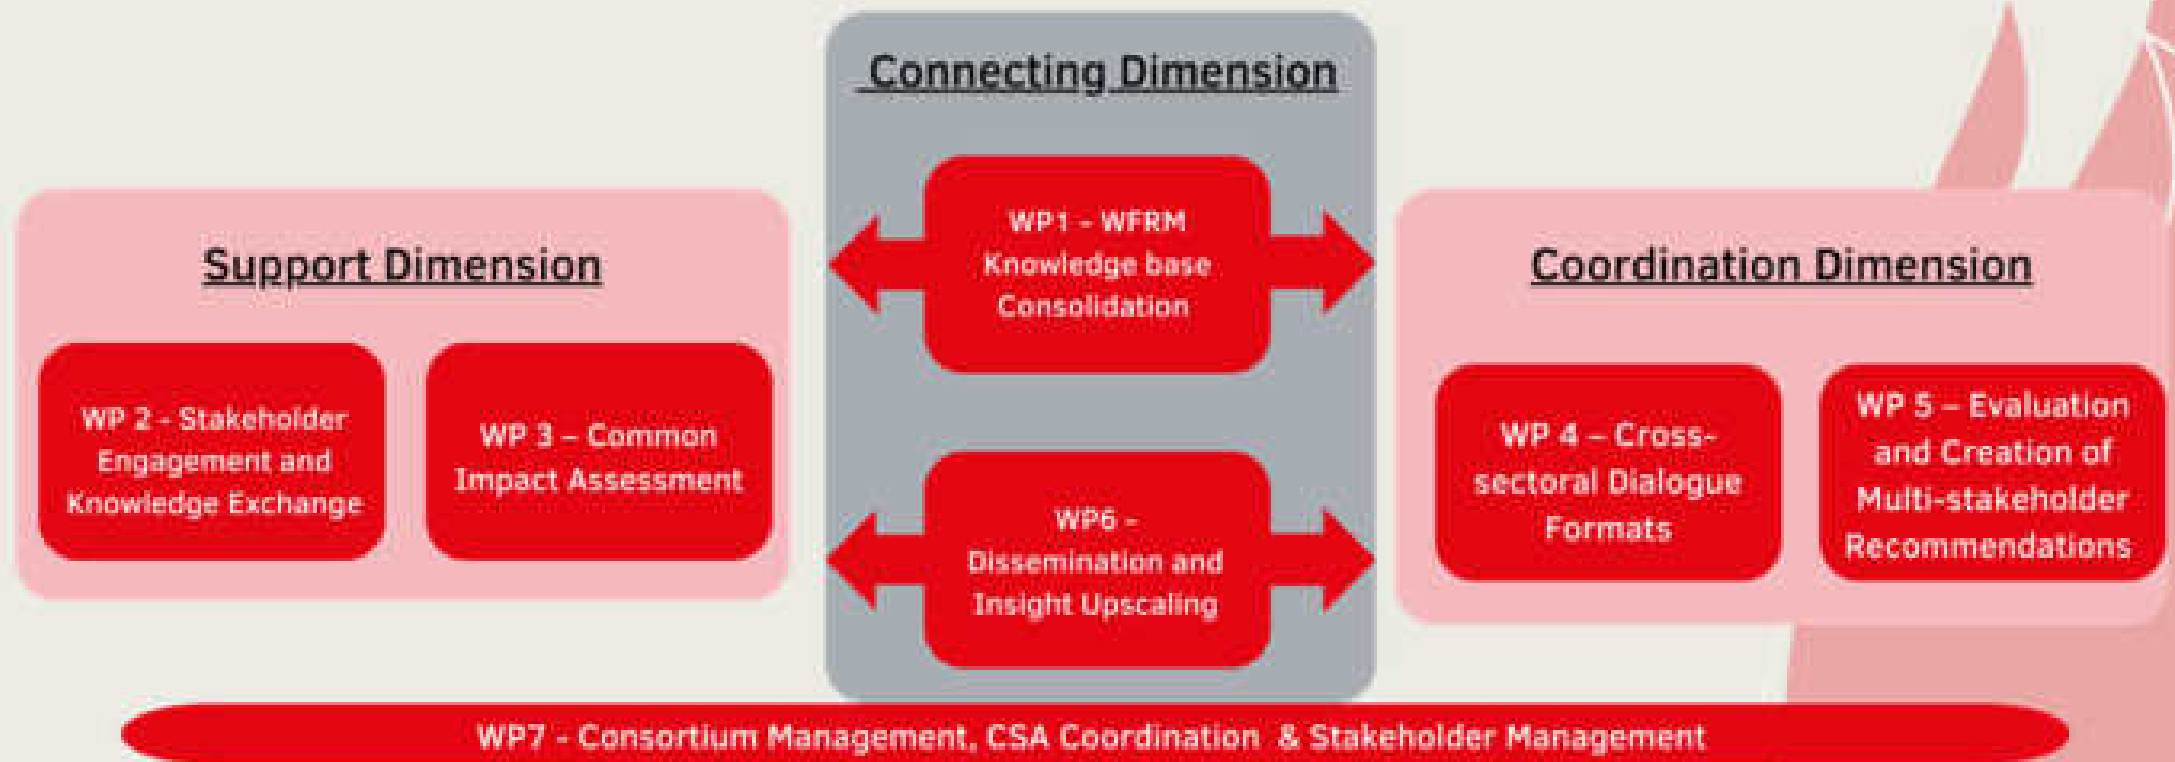 Connecting Dimension
WP1 - WFRM
Knowledge base
Consolidation
WP6 -
Dissemination and
Insight Upscaling
Support Dimension
WP 2 - Stakeholder
Engagement and
Knowledge Exchange
WP 3 – Common
Impact Assessment
Coordination Dimension
WP 4 – Cross-
sectoral Dialogue
Formats
WP 5 – Evaluation
and Creation of
Multi-stakeholder
Recommendations
WP7 - Consortium Management, CSA Coordination & Stakeholder Management